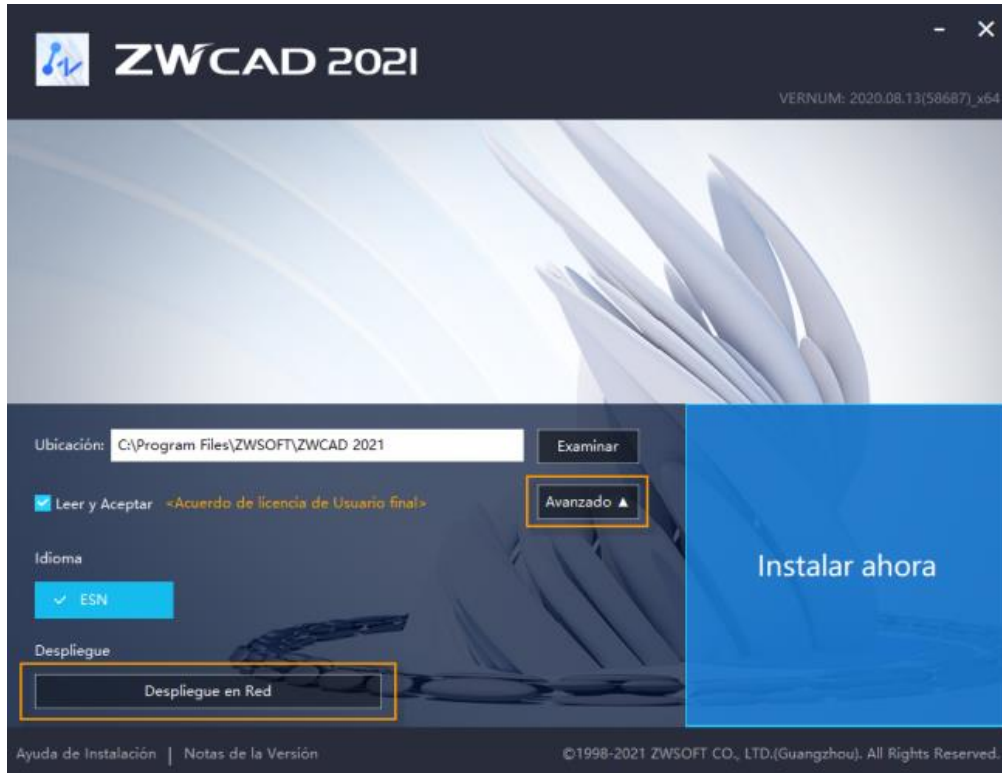 ZWCAD 2021
VERNUM: 2020.08.13(58687)_x64
Ubicación: C:\Program Files\ZWSOFT\ZWCAD 2021 Examinar
Leer y Aceptar <Acuerdo de licencia de Usuario final> Avanzado ▲
Idioma
ESN
Instalar ahora
Despliegue
Despliegue en Red
Ayuda de Instalación | Notas de la Versión ©1998-2021 ZWSOFT CO., LTD.(Guangzhou). All Rights Reserved.